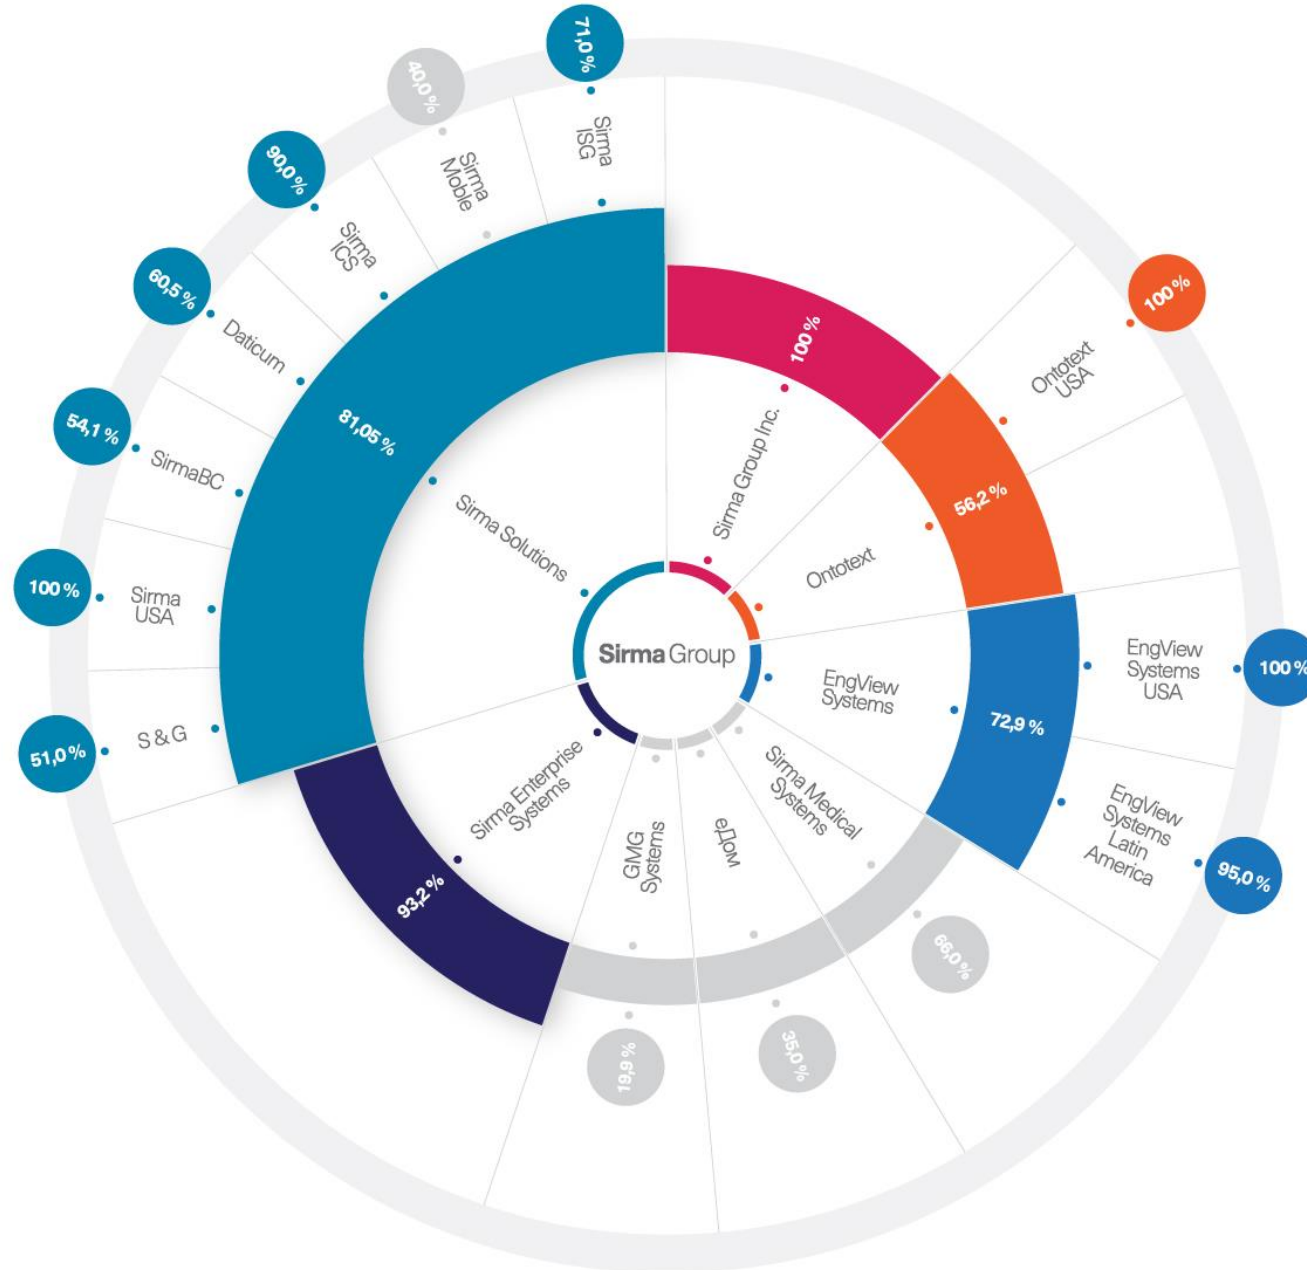 Sirma Group
Sirma Group Inc.
100 %
Ontotext
56,2 %
Ontotext
USA
100 %
EngView
Systems
72,9 %
EngView
Systems
USA
100 %
EngView
Systems
Latin
America
95,0 %
Sirma Medical
Systems
66,0 %
еДом
35,0 %
GMG
Systems
19,9 %
Sirma Enterprise
Systems
93,2 %
Sirma Solutions
81,05 %
S & G
51,0 %
Sirma
USA
100 %
SirmaBC
54,1 %
Daticum
60,5 %
Sirma
ICS
90,0 %
Sirma
Moble
40,0 %
Sirma
ISG
71,0 %